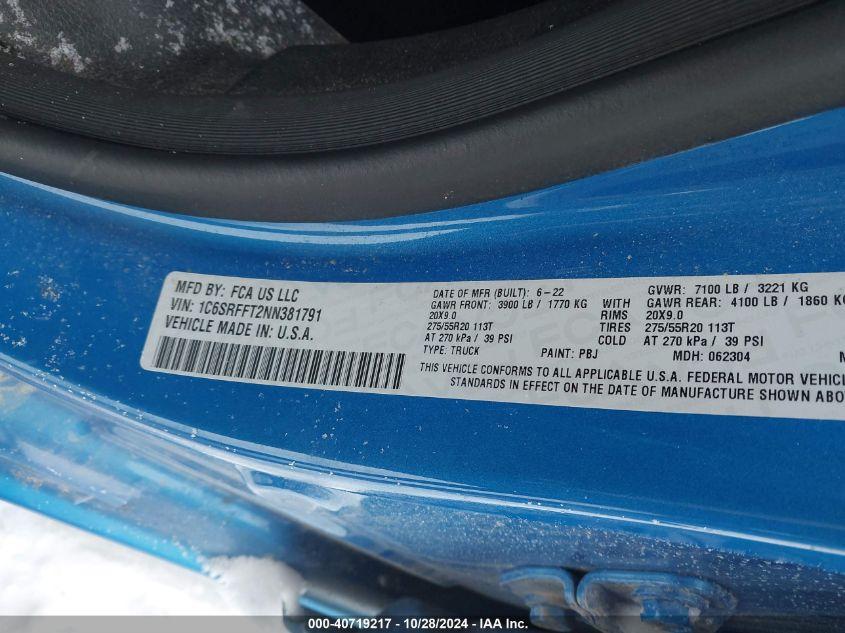 MFD BY: FCA US LLC
VIN: 1C6SRFFT2NN381791
VEHICLE MADE IN: U.S.A.
DATE OF MFR (BUILT): 6-22 GVWR: 7100 LB / 3221 KG
GAWR FRONT: 3900 LB / 1770 KG WITH GAWR REAR: 4100 LB / 1860 KG
20X9.0 RIMS 20X9.0
275/55R20 113T TIRES 275/55R20 113T
AT 270 kPa / 39 PSI COLD AT 270 kPa / 39 PSI
TYPE: TRUCK PAINT: PBJ MDH: 062304
THIS VEHICLE CONFORMS TO ALL APPLICABLE U.S.A. FEDERAL MOTOR VEHIC
STANDARDS IN EFFECT ON THE DATE OF MANUFACTURE SHOWN ABO
000-40719217 - 10/28/2024 - IAA Inc.